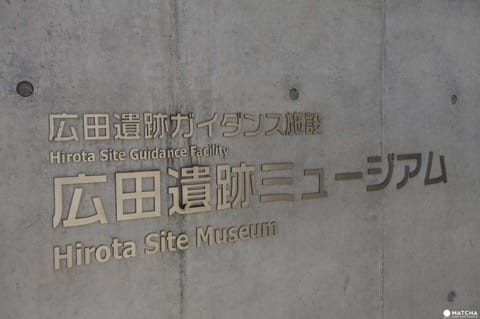 広田遺跡ガイダンス施設
Hirota Site Guidance Facility
広田遺跡ミュージアム
Hirota Site Museum
MATCHA